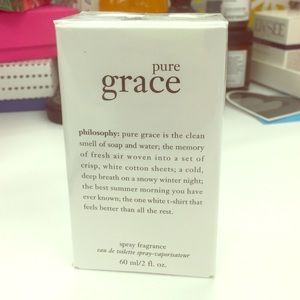 pure
grace
philosophy: pure grace is the clean
smell of soap and water; the memory
of fresh air woven into a set of
crisp, white cotton sheets; a cold,
deep breath on a snowy winter night;
the best summer morning you have
ever known; the one white t-shirt that
feels better than all the rest.
spray fragrance
eau de toilette spray-vaporisateur
60 ml/2 fl. oz.